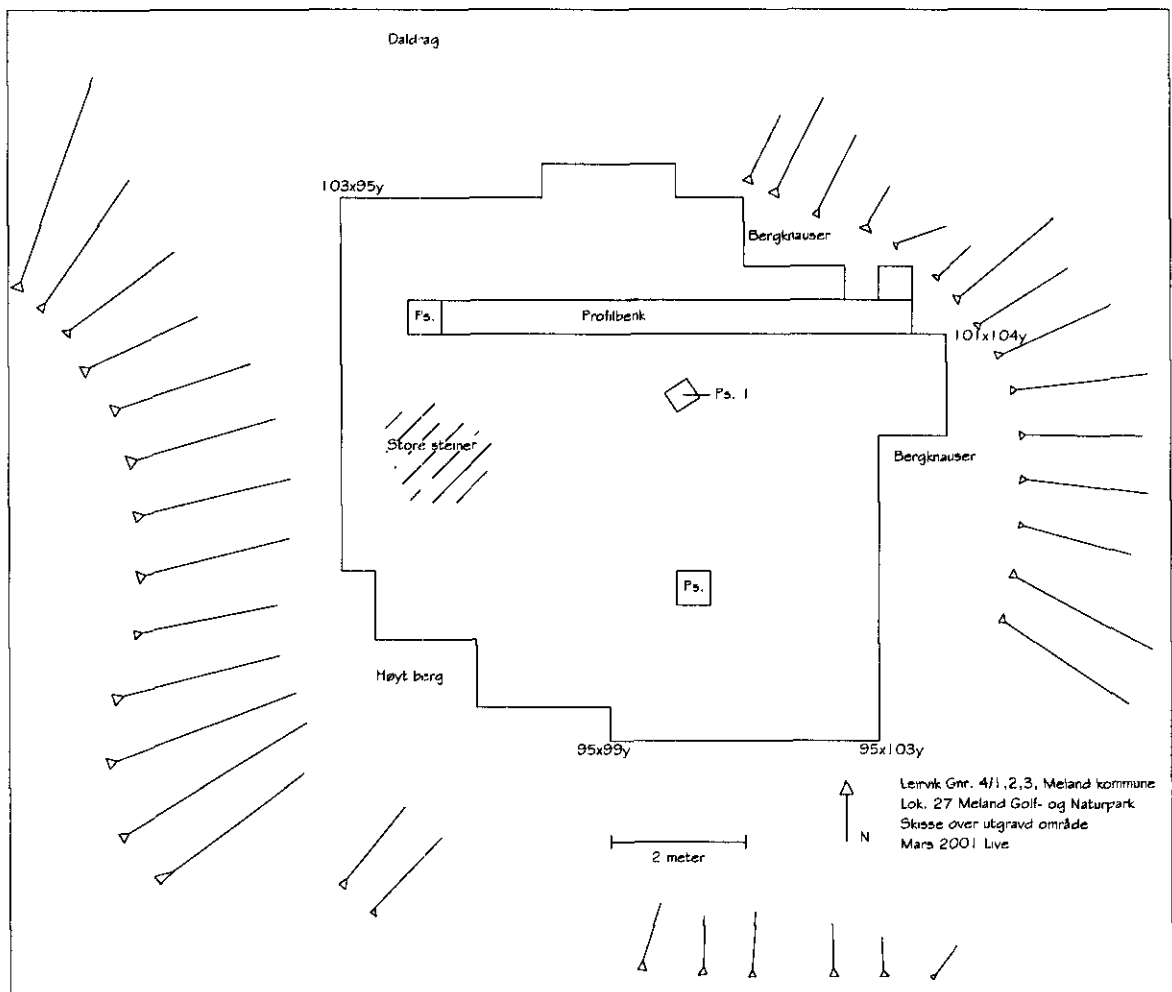 Daldrag
103x95y
Bergknauser
Ps.
Profilbenk
101x104y
Ps. 1
Store steiner
Bergknauser
Ps.
Høyt berg
95x99y
95x103y
Leirvik Gnr. 4/1,2,3, Meland kommune
Lok. 27 Meland Golf- og Naturpark
Skisse over utgravd område
Mars 2001 Live
N
2 meter